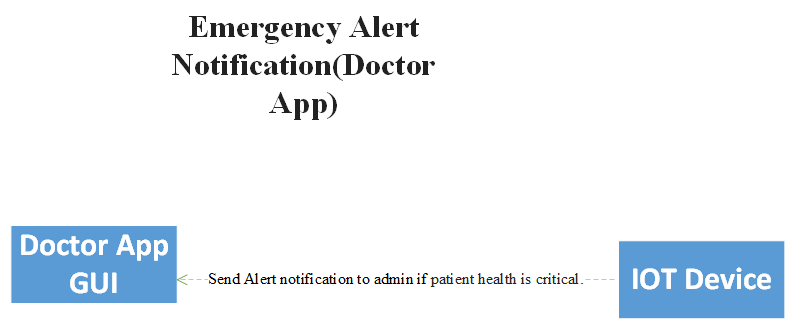 Emergency Alert
Notification(Doctor
App)
Doctor App
GUI
Send Alert notification to admin if patient health is critical.
IOT Device